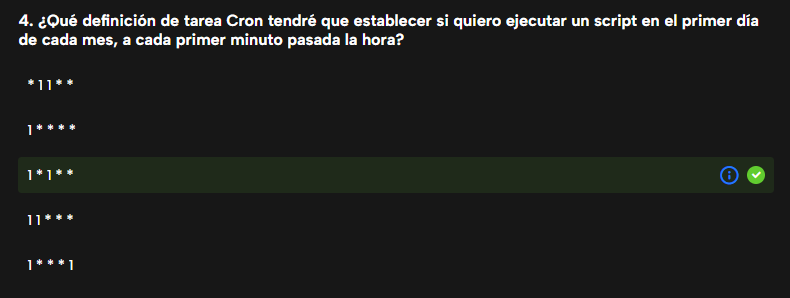 4. ¿Qué definición de tarea Cron tendré que establecer si quiero ejecutar un script en el primer día
de cada mes, a cada primer minuto pasada la hora?
* 1 1 * *
1 * * * *
1 * 1 * *
1 1 * * *
1 * * * 1